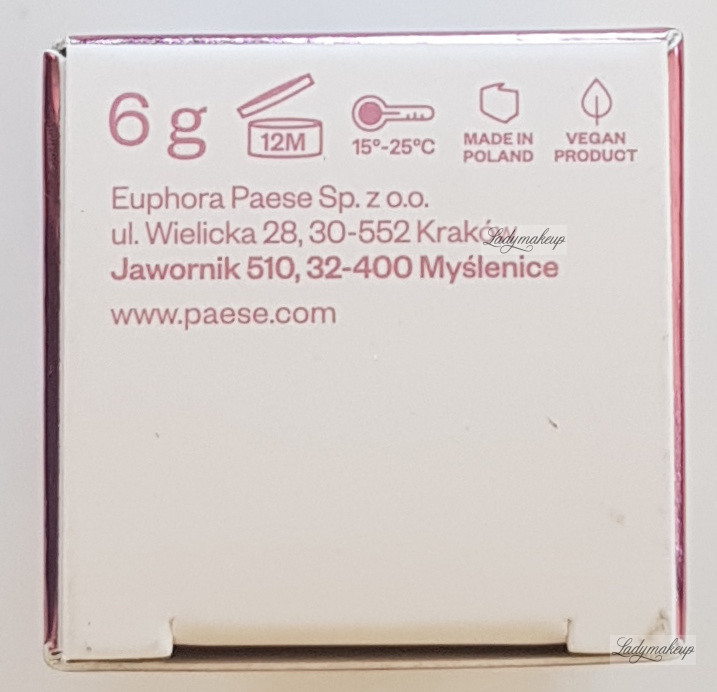 6 g
12M
15°-25°C
MADE IN
POLAND
VEGAN
PRODUCT
Euphora Paese Sp. z o.o.
ul. Wielicka 28, 30-552 Kraków
Ladymakeup
Jawornik 510, 32-400 Myślenice
www.paese.com
Ladymakeup